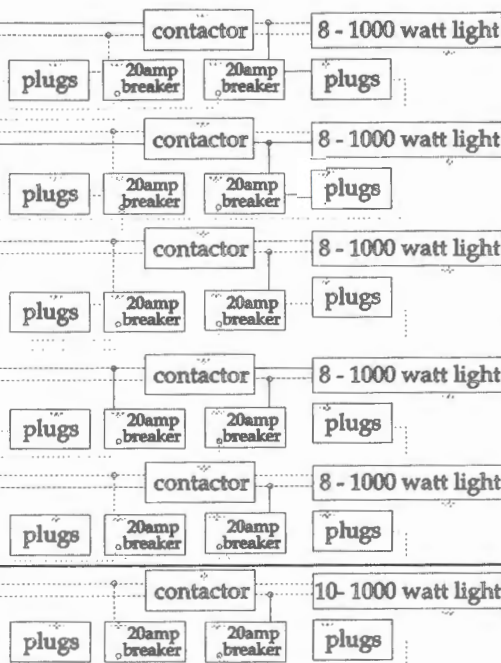 contactor 8 - 1000 watt light
plugs 20amp breaker 20amp breaker plugs
contactor 8 - 1000 watt light
plugs 20amp breaker 20amp breaker plugs
contactor 8 - 1000 watt light
plugs 20amp breaker 20amp breaker plugs
contactor 8 - 1000 watt light
plugs 20amp breaker 20amp breaker plugs
contactor 8 - 1000 watt light
plugs 20amp breaker 20amp breaker plugs
contactor 10- 1000 watt light
plugs 20amp breaker 20amp breaker plugs